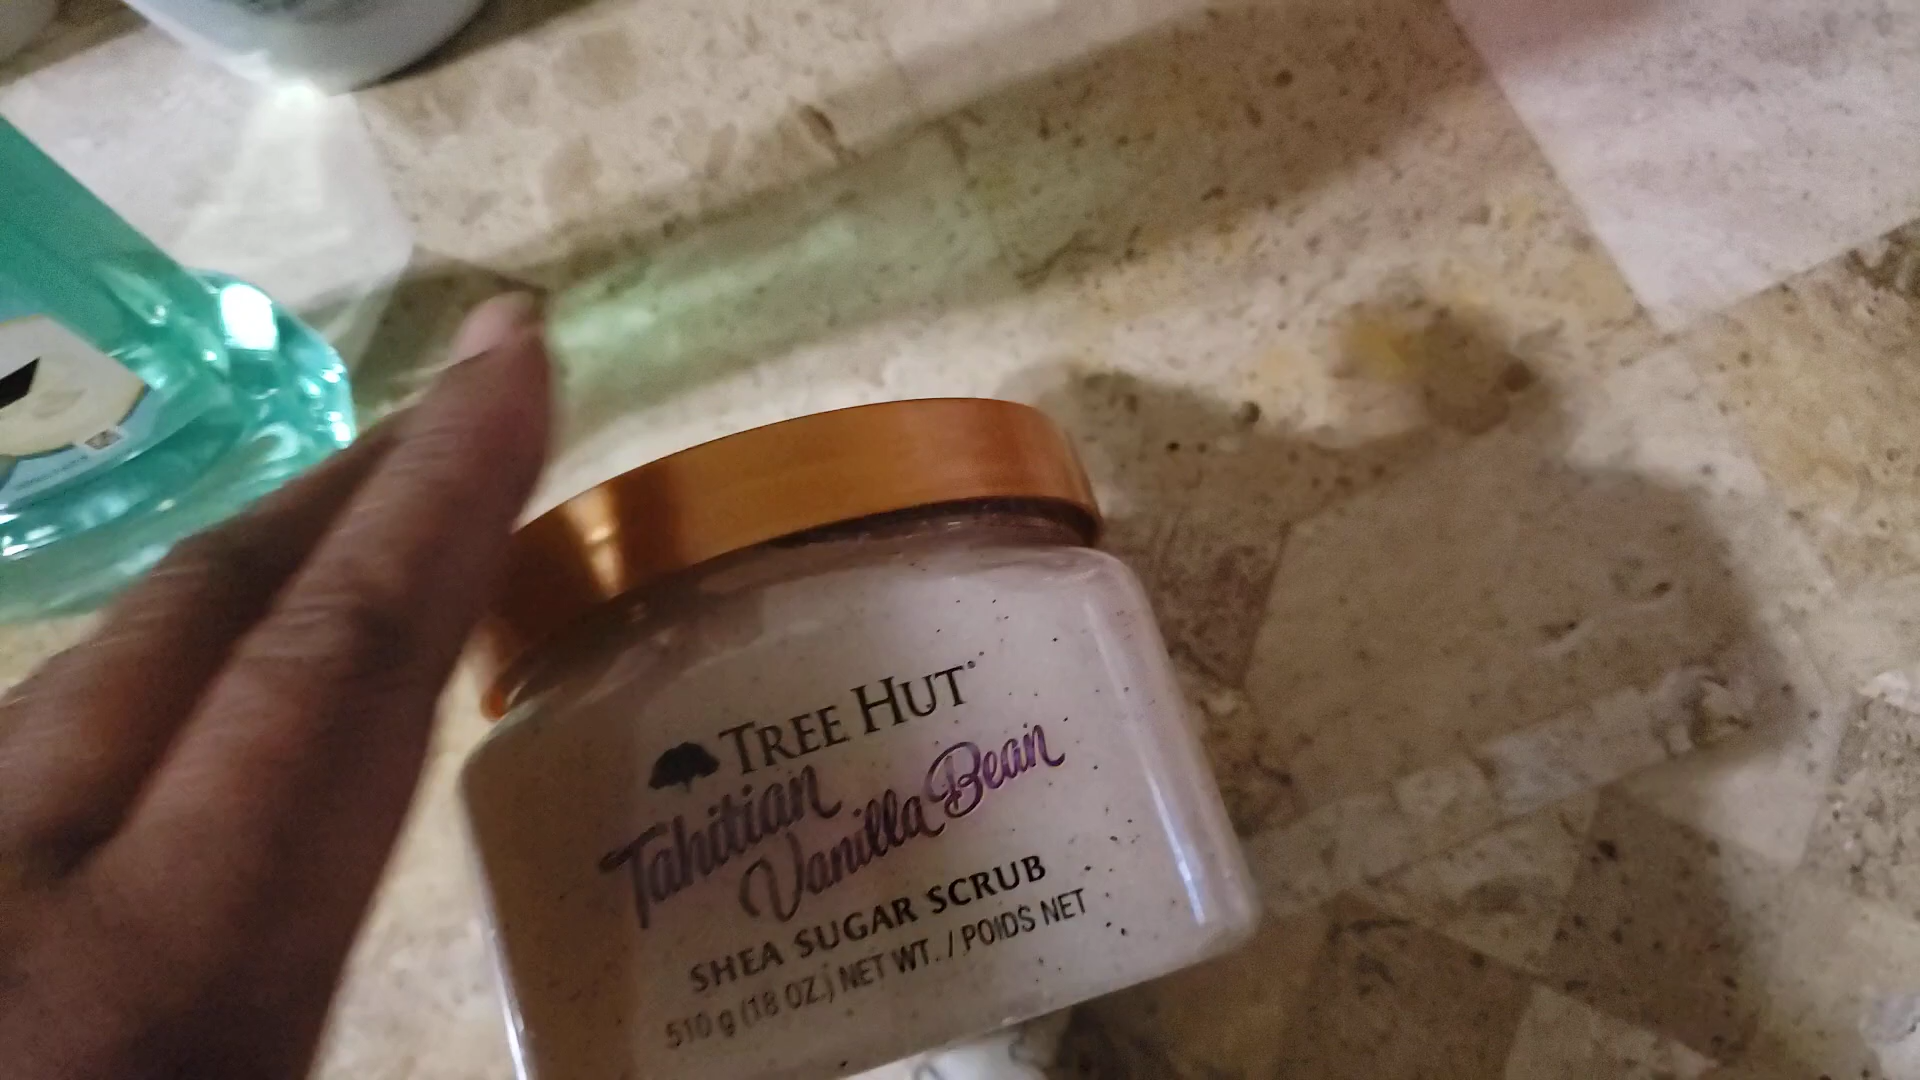 TREE HUT
Tahitian
Vanilla Bean
SHEA SUGAR SCRUB
510 g (18 OZ.) NET WT. / POIDS NET